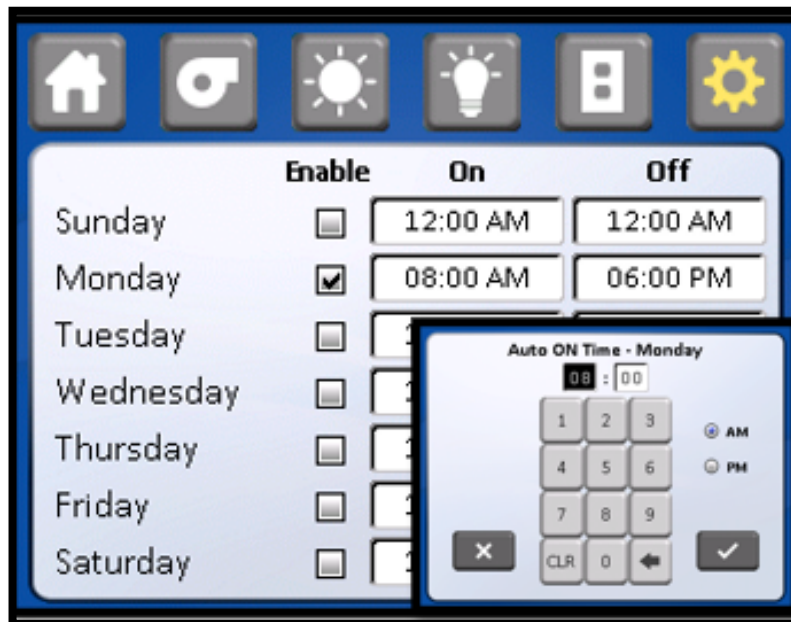 Enable On Off
Sunday 12:00 AM 12:00 AM
Monday 08:00 AM 06:00 PM
Tuesday
Wednesday
Thursday
Friday
Saturday
Auto ON Time - Monday
08 : 00
1 2 3
AM
4 5 6
PM
7 8 9
CLR 0